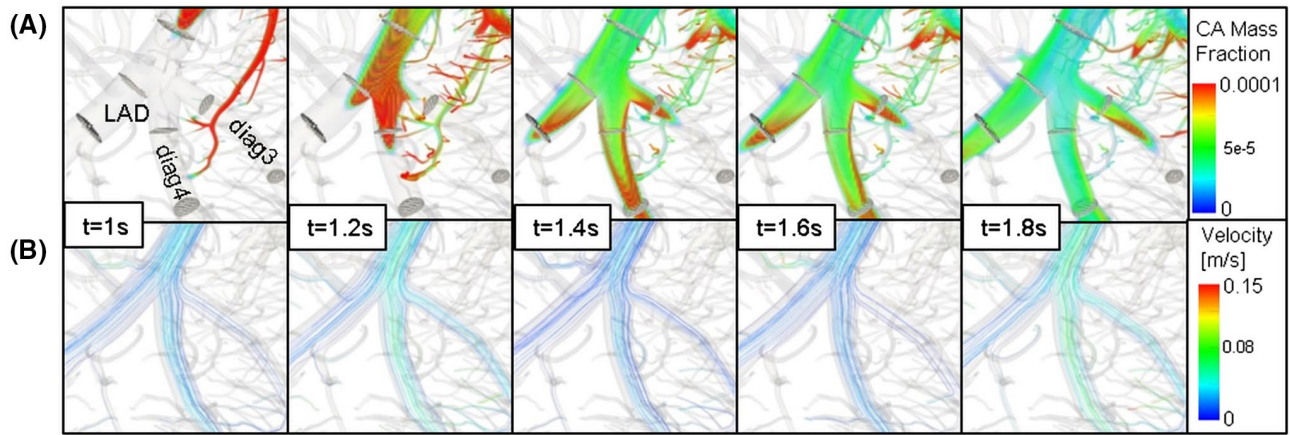 (A)
LAD
diag3
diag4
CA Mass
Fraction
0.0001
5e-5
0
t=1s
t=1.2s
t=1.4s
t=1.6s
t=1.8s
(B)
Velocity
[m/s]
0.15
0.08
0